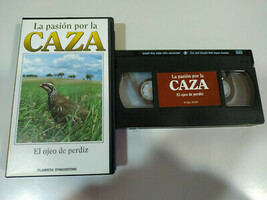 La pasión por la
CAZA
El ojeo de perdiz
PLANETA DeAGOSTINI
La pasión por la
CAZA
El ojeo de perdiz